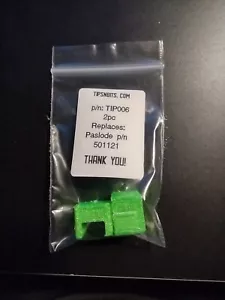 TIPSNBITS.COM
p/n: TIP006
2pc
Replaces:
Paslode p/n
501121
THANK YOU!